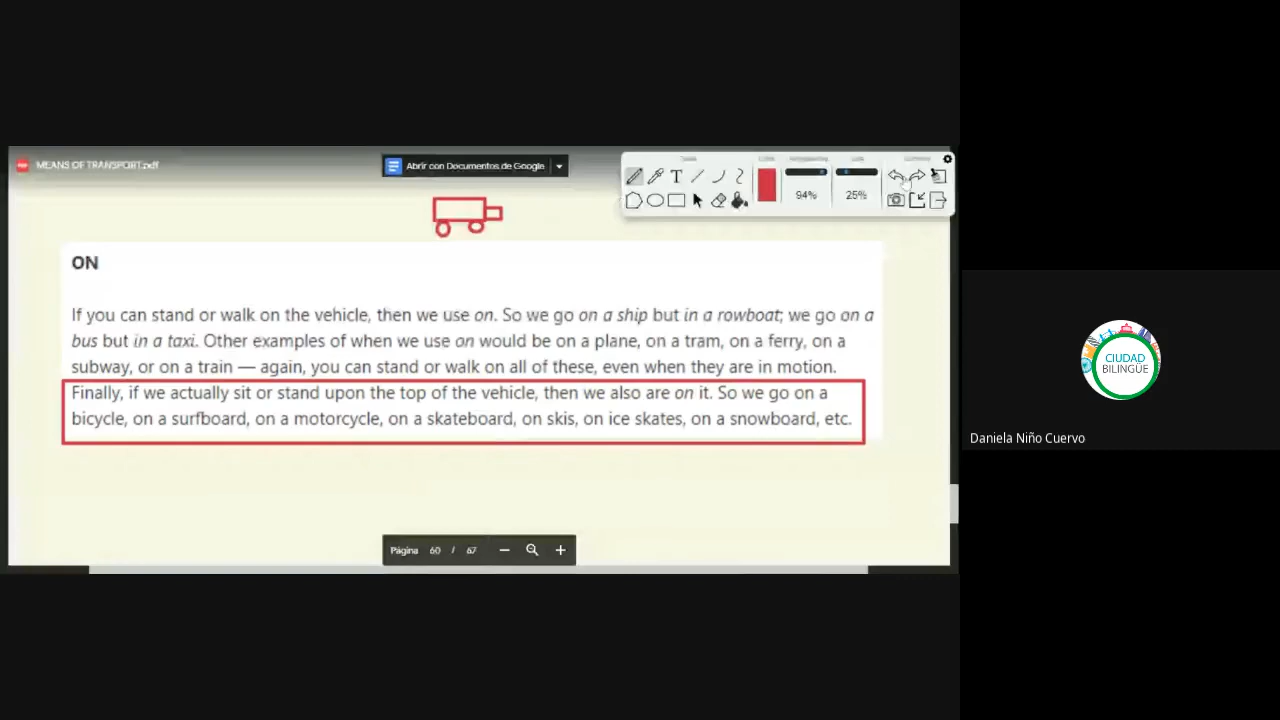 MEANS OF TRANSPORT.pdf
Abrir con Documentos de Google
T
94%
25%
ON
If you can stand or walk on the vehicle, then we use on. So we go on a ship but in a rowboat; we go on a
bus but in a taxi. Other examples of when we use on would be on a plane, on a tram, on a ferry, on a
subway, or on a train — again, you can stand or walk on all of these, even when they are in motion.
Finally, if we actually sit or stand upon the top of the vehicle, then we also are on it. So we go on a
bicycle, on a surfboard, on a motorcycle, on a skateboard, on skis, on ice skates, on a snowboard, etc.
Página 60 / 67
CIUDAD
BILINGÜE
Daniela Niño Cuervo